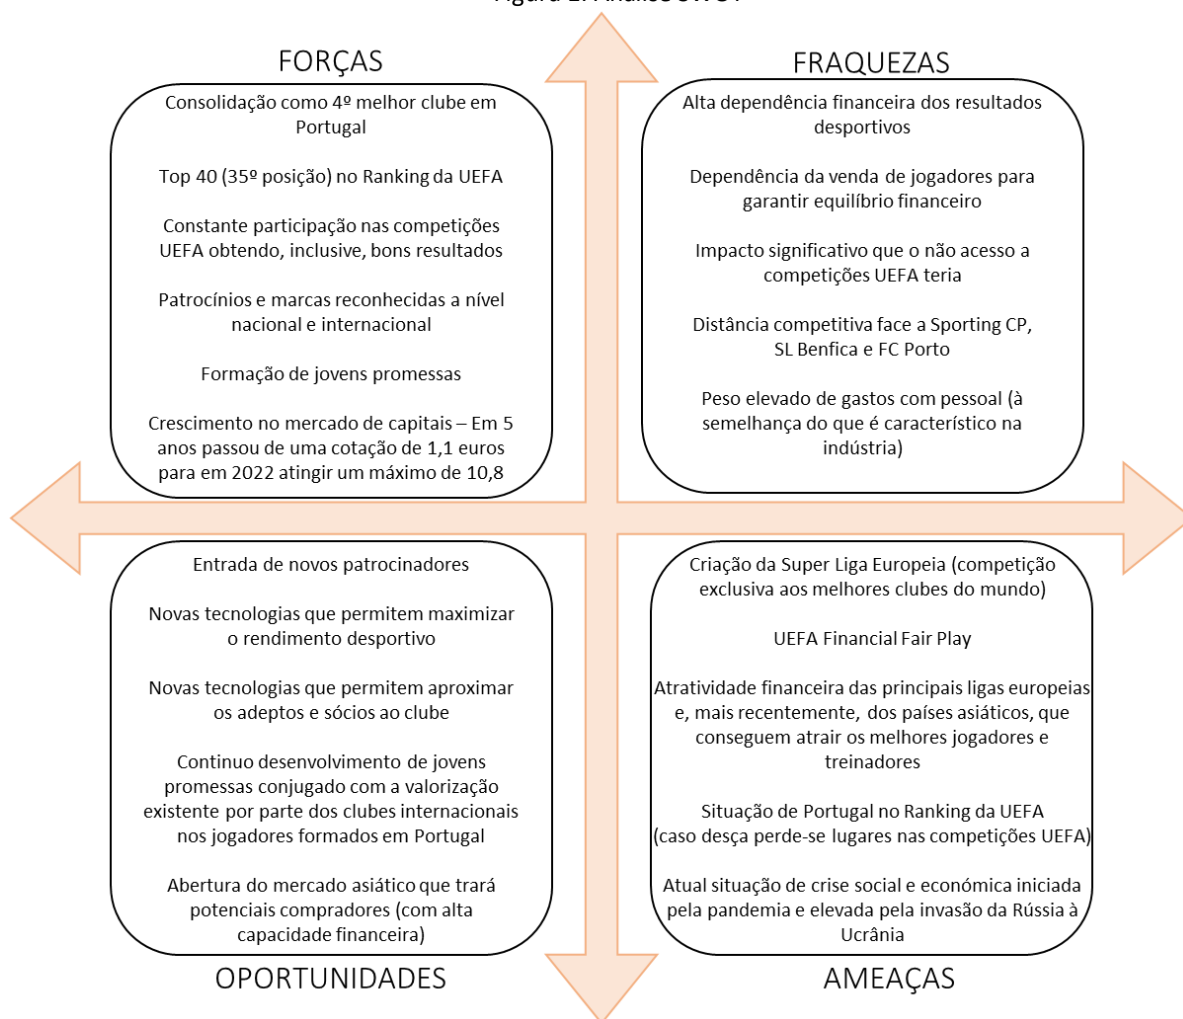 FORÇAS
Consolidação como 4º melhor clube em
Portugal
Top 40 (35º posição) no Ranking da UEFA
Constante participação nas competições
UEFA obtendo, inclusive, bons resultados
Patrocínios e marcas reconhecidas a nível
nacional e internacional
Formação de jovens promessas
Crescimento no mercado de capitais – Em 5
anos passou de uma cotação de 1,1 euros
para em 2022 atingir um máximo de 10,8
FRAQUEZAS
Alta dependência financeira dos resultados
desportivos
Dependência da venda de jogadores para
garantir equilíbrio financeiro
Impacto significativo que o não acesso a
competições UEFA teria
Distância competitiva face a Sporting CP,
SL Benfica e FC Porto
Peso elevado de gastos com pessoal (à
semelhança do que é característico na
indústria)
Entrada de novos patrocinadores
Novas tecnologias que permitem maximizar
o rendimento desportivo
Novas tecnologias que permitem aproximar
os adeptos e sócios ao clube
Continuo desenvolvimento de jovens
promessas conjugado com a valorização
existente por parte dos clubes internacionais
nos jogadores formados em Portugal
Abertura do mercado asiático que trará
potenciais compradores (com alta
capacidade financeira)
OPORTUNIDADES
Criação da Super Liga Europeia (competição
exclusiva aos melhores clubes do mundo)
UEFA Financial Fair Play
Atratividade financeira das principais ligas europeias
e, mais recentemente, dos países asiáticos, que
conseguem atrair os melhores jogadores e
treinadores
Situação de Portugal no Ranking da UEFA
(caso desça perde-se lugares nas competições UEFA)
Atual situação de crise social e económica iniciada
pela pandemia e elevada pela invasão da Rússia à
Ucrânia
AMEAÇAS